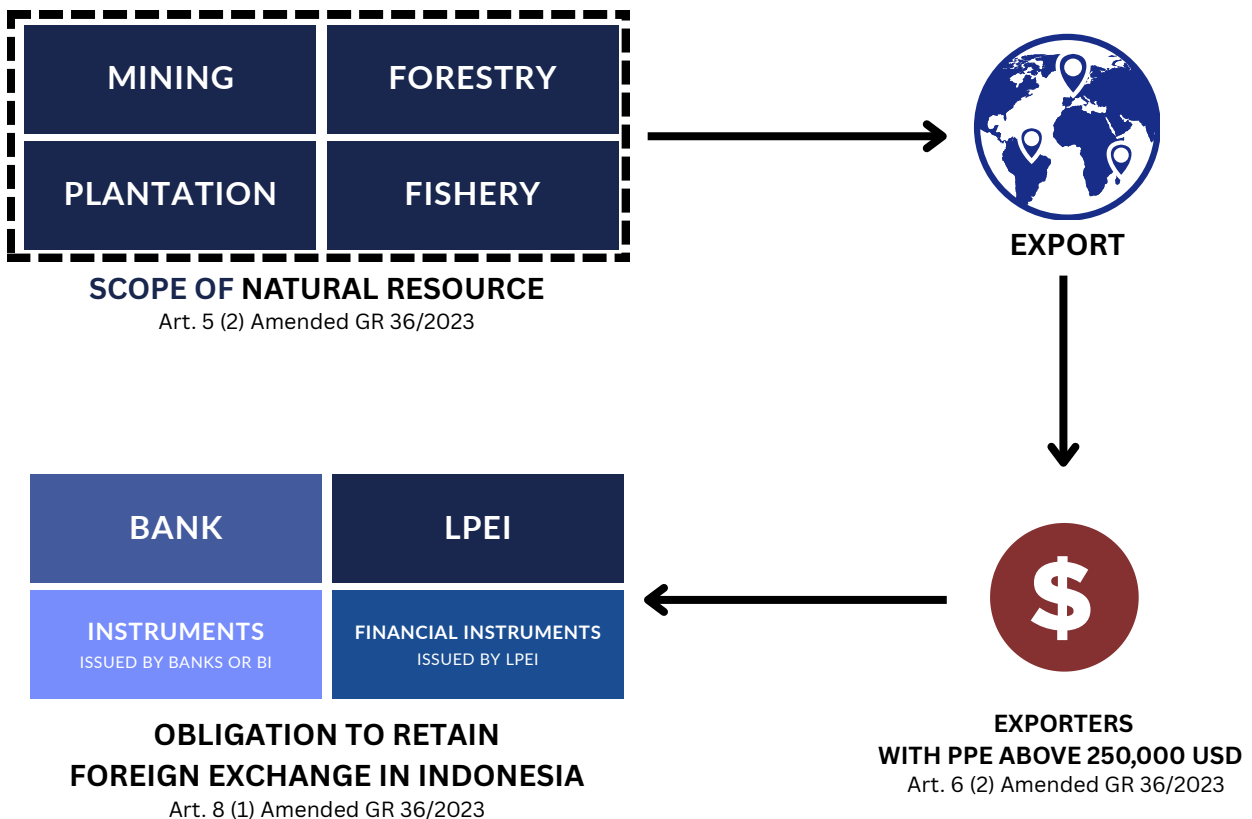 MINING
FORESTRY
PLANTATION
FISHERY
SCOPE OF NATURAL RESOURCE
Art. 5 (2) Amended GR 36/2023
EXPORT
$
EXPORTERS
WITH PPE ABOVE 250,000 USD
Art. 6 (2) Amended GR 36/2023
BANK
LPEI
INSTRUMENTS
ISSUED BY BANKS OR BI
FINANCIAL INSTRUMENTS
ISSUED BY LPEI
OBLIGATION TO RETAIN
FOREIGN EXCHANGE IN INDONESIA
Art. 8 (1) Amended GR 36/2023